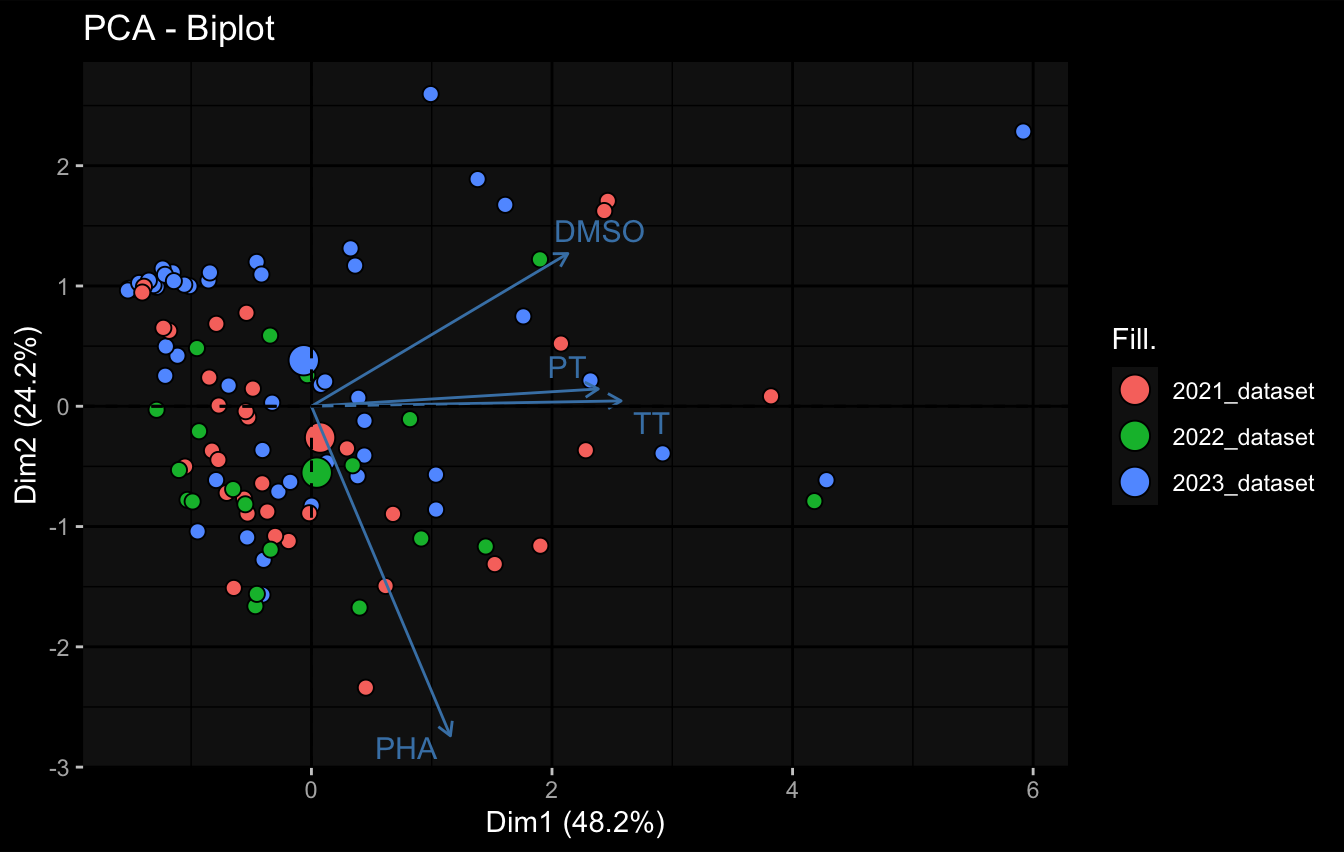 PCA - Biplot
2
1
0
-1
-2
-3
Dim2 (24.2%)
DMSO
PT
TT
PHA
0
2
4
6
Dim1 (48.2%)
Fill.
2021_dataset
2022_dataset
2023_dataset